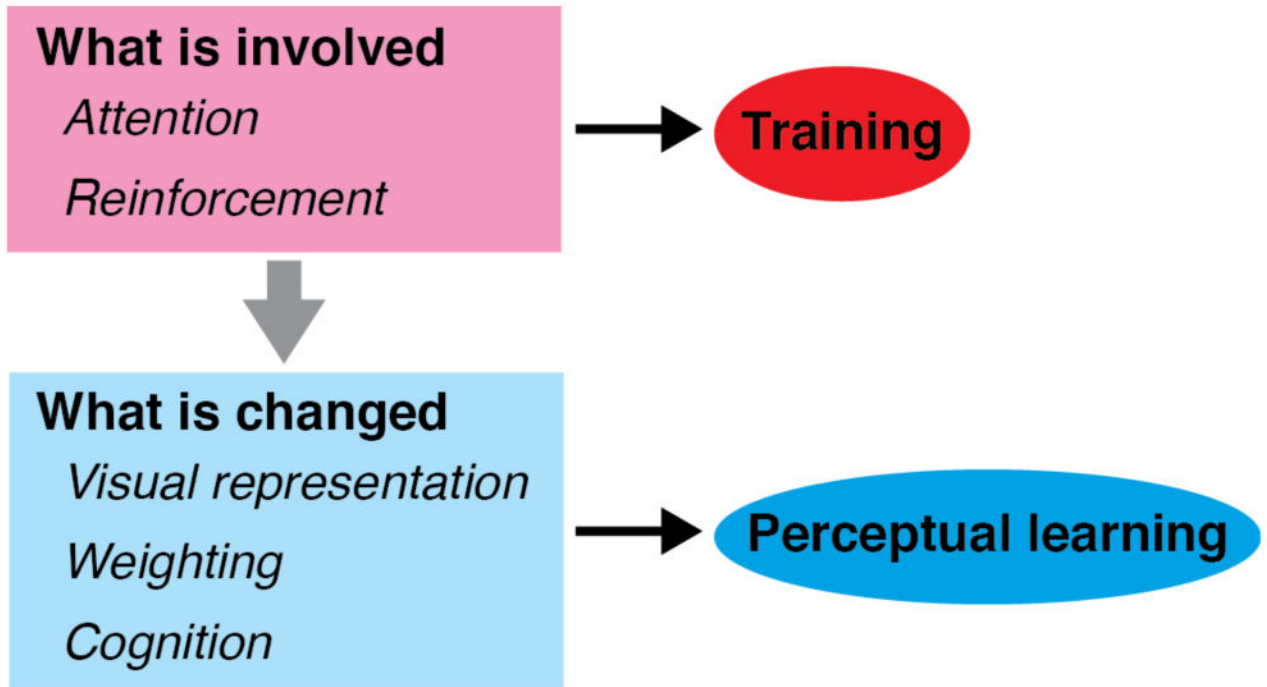 What is involved
Attention
Reinforcement
Training
What is changed
Visual representation
Weighting
Cognition
Perceptual learning